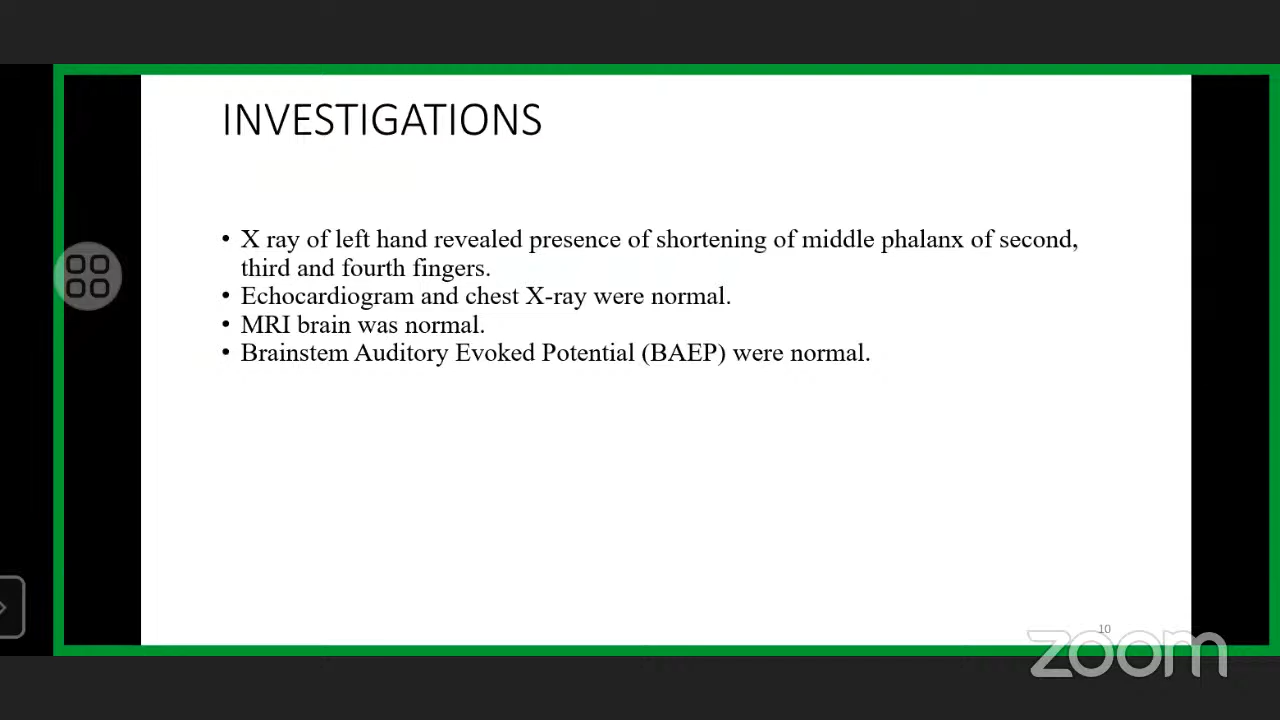 INVESTIGATIONS
• X ray of left hand revealed presence of shortening of middle phalanx of second,
third and fourth fingers.
• Echocardiogram and chest X-ray were normal.
• MRI brain was normal.
• Brainstem Auditory Evoked Potential (BAEP) were normal.
10
zoom